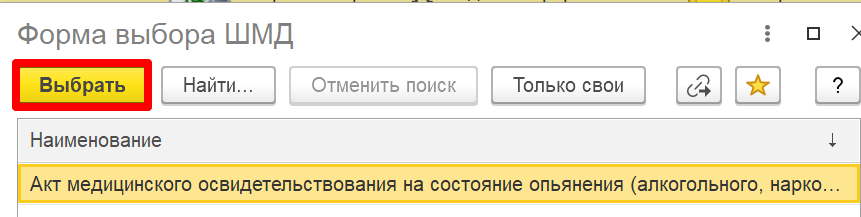 Форма выбора ШМД
Выбрать Найти... Отменить поиск Только свои ?
Наименование ↓
Акт медицинского освидетельствования на состояние опьянения (алкогольного, нарко...